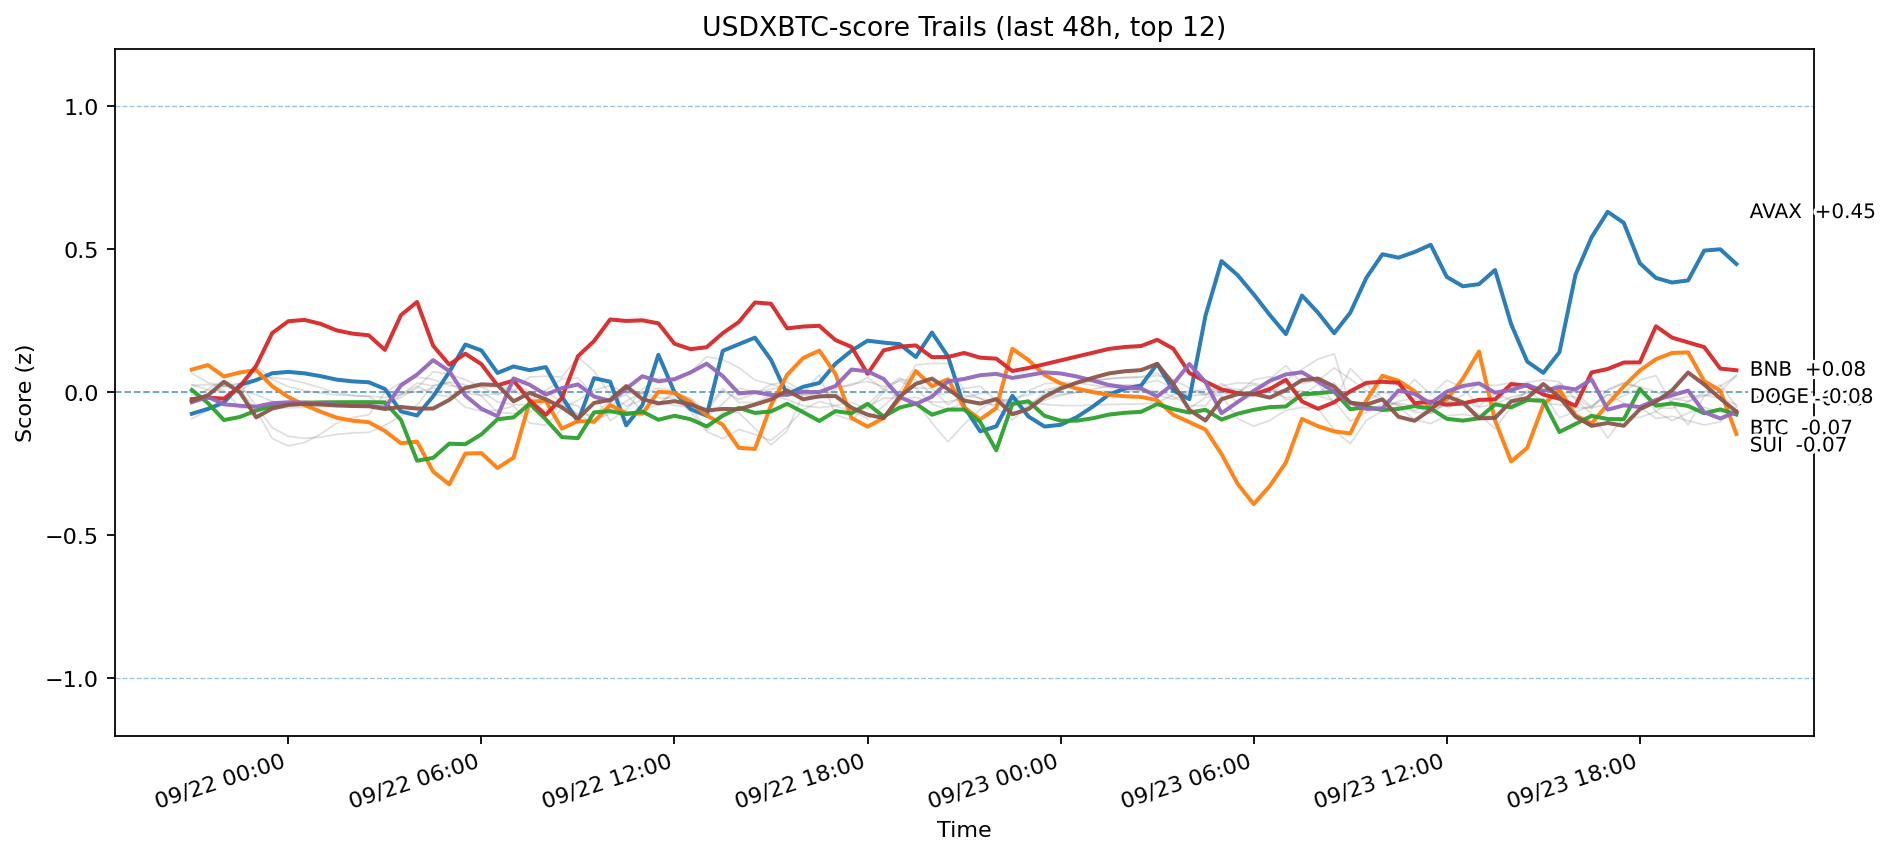 USDXBTC-score Trails (last 48h, top 12)
Score (z)
1.0
0.5
0.0
−0.5
−1.0
AVAX +0.45
BNB +0.08
DOGE -0.08
BTC -0.07
SUI -0.07
09/22 00:00
09/22 06:00
09/22 12:00
09/22 18:00
09/23 00:00
09/23 06:00
09/23 12:00
09/23 18:00
Time